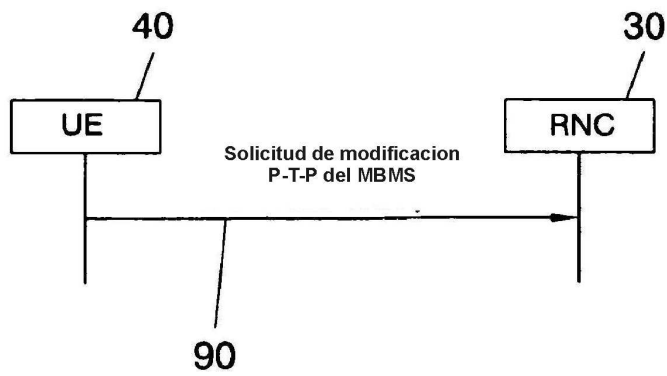 40
30
UE
RNC
Solicitud de modificacion
P-T-P del MBMS
90